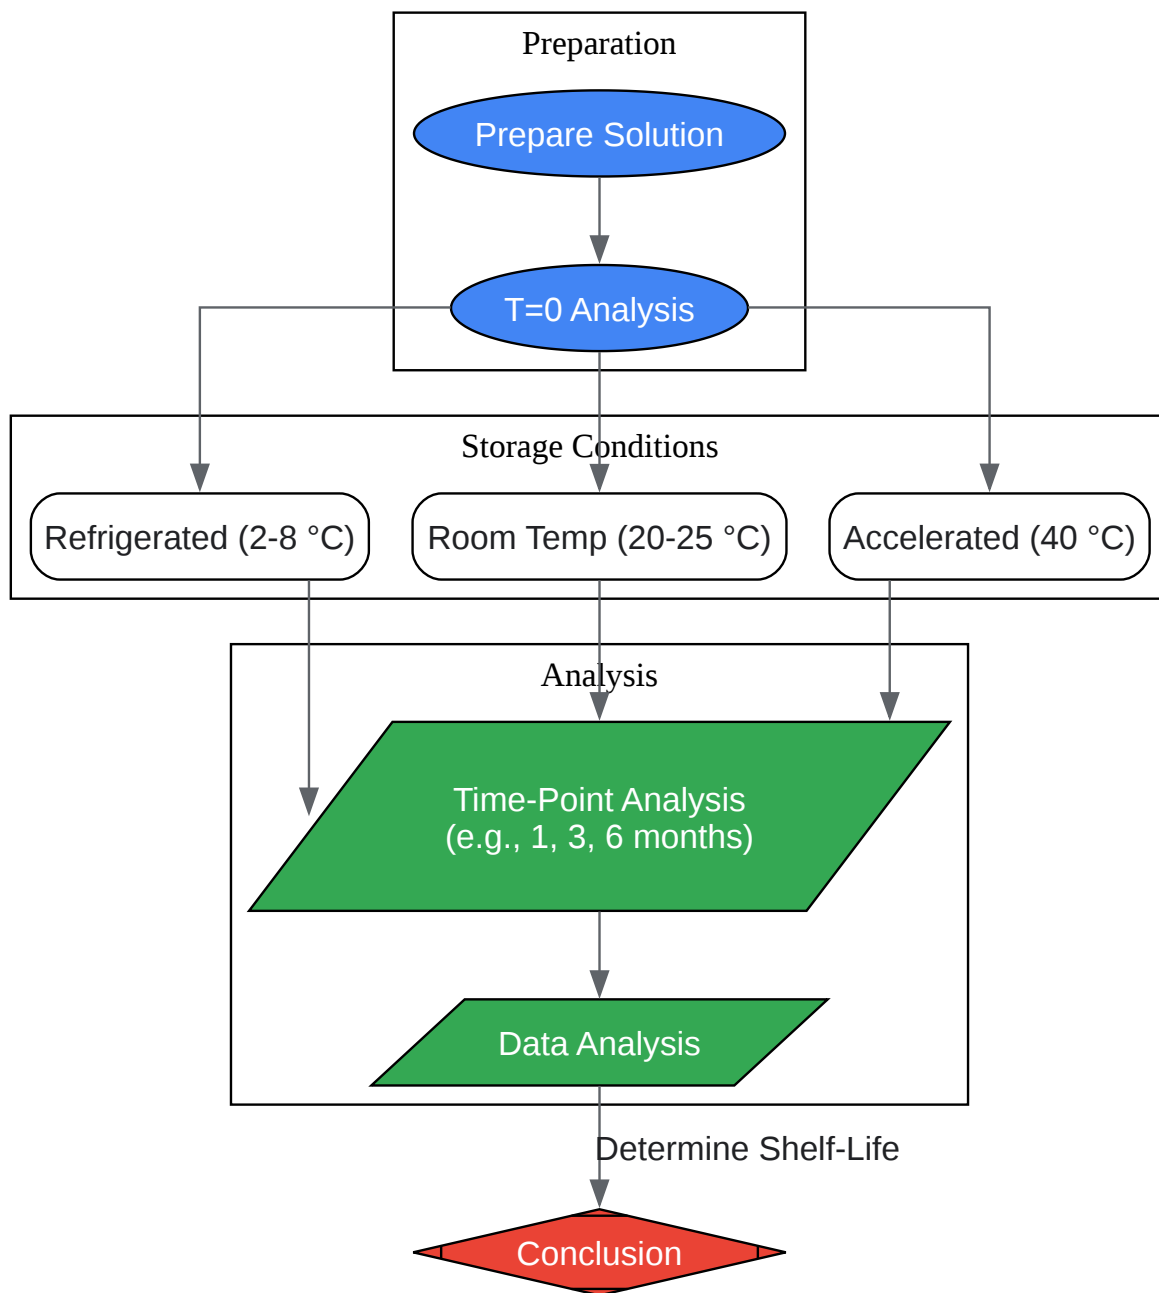 Preparation
Prepare Solution
T=0 Analysis
Storage Conditions
Refrigerated (2-8 °C)
Room Temp (20-25 °C)
Accelerated (40 °C)
Analysis
Time-Point Analysis
(e.g., 1, 3, 6 months)
Data Analysis
Determine Shelf-Life
Conclusion